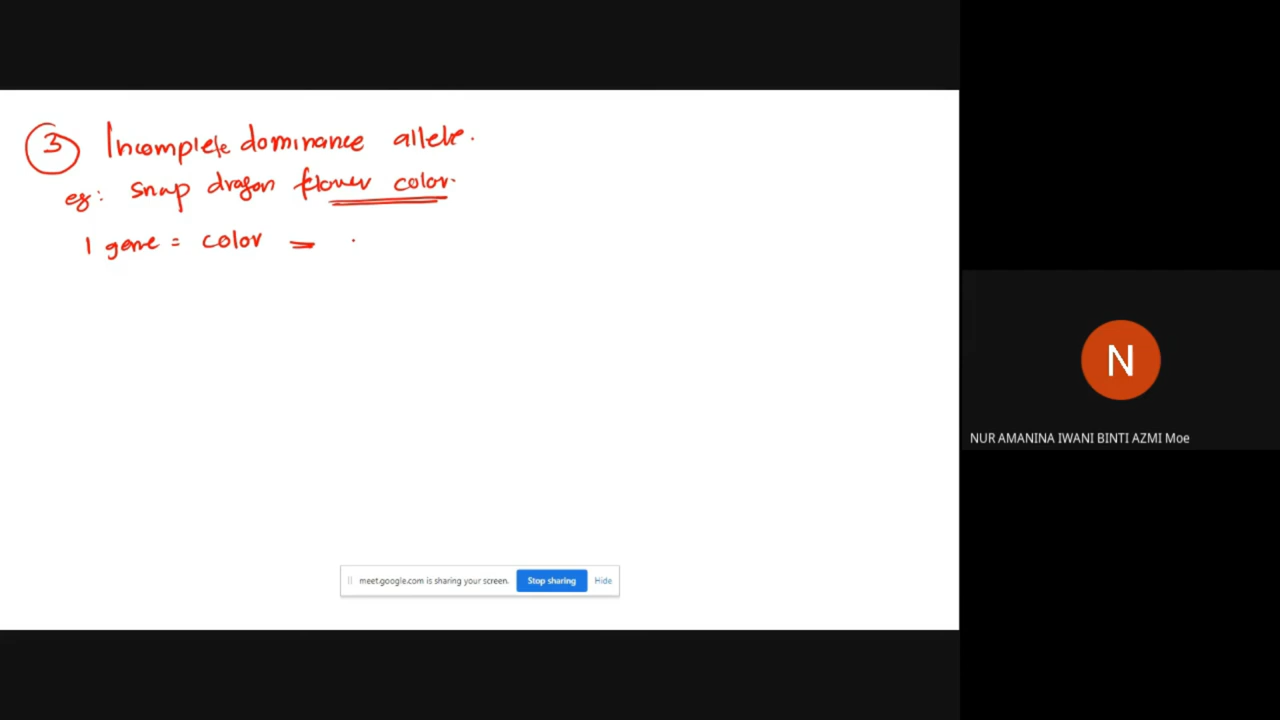 3 Incomplete dominance allele.
eg: snap dragon flower color.
1 gene = color –
N
NUR AMANINA IWANI BINTI AZMI Moe
meet.google.com is sharing your screen. Stop sharing Hide